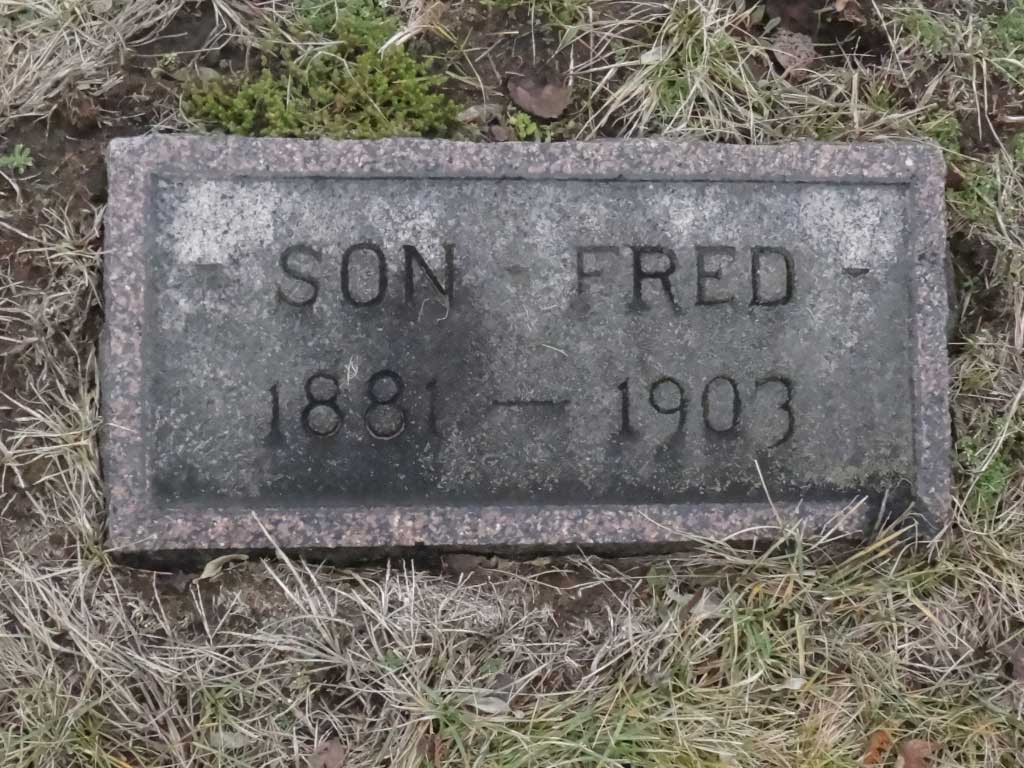 - SON - FRED -
1881 — 1903